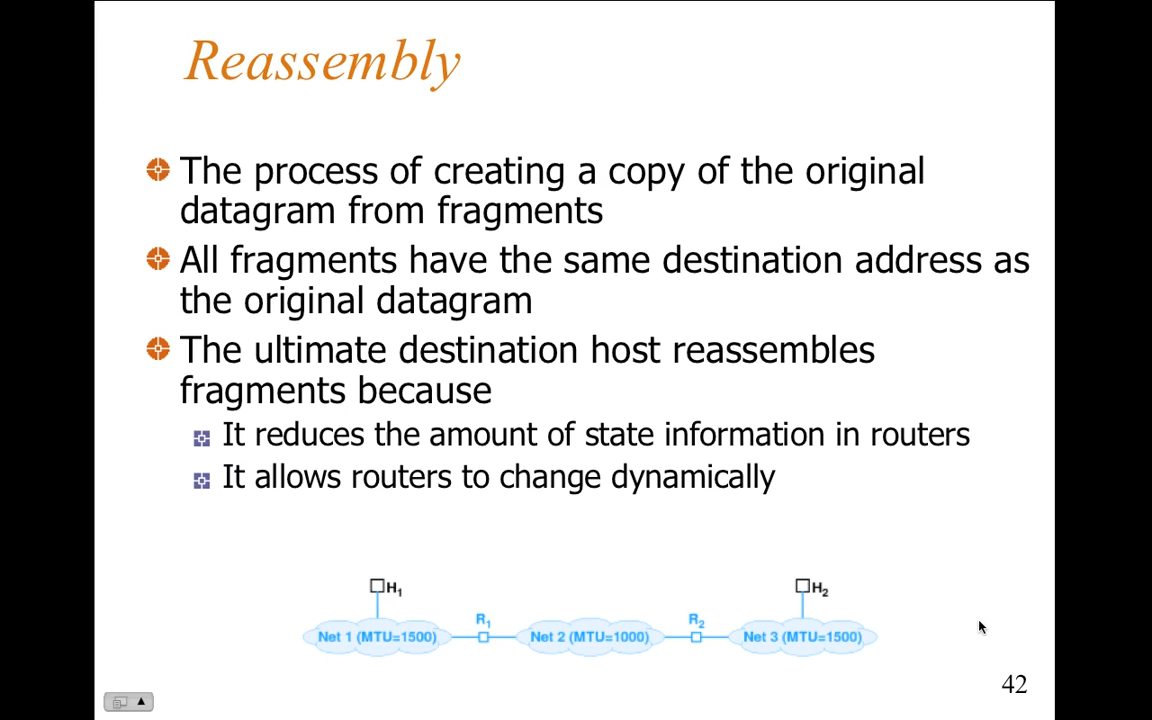 Reassembly
The process of creating a copy of the original
datagram from fragments
All fragments have the same destination address as
the original datagram
The ultimate destination host reassembles
fragments because
It reduces the amount of state information in routers
It allows routers to change dynamically
H1 H2
R1 R2
Net 1 (MTU=1500) Net 2 (MTU=1000) Net 3 (MTU=1500)
42